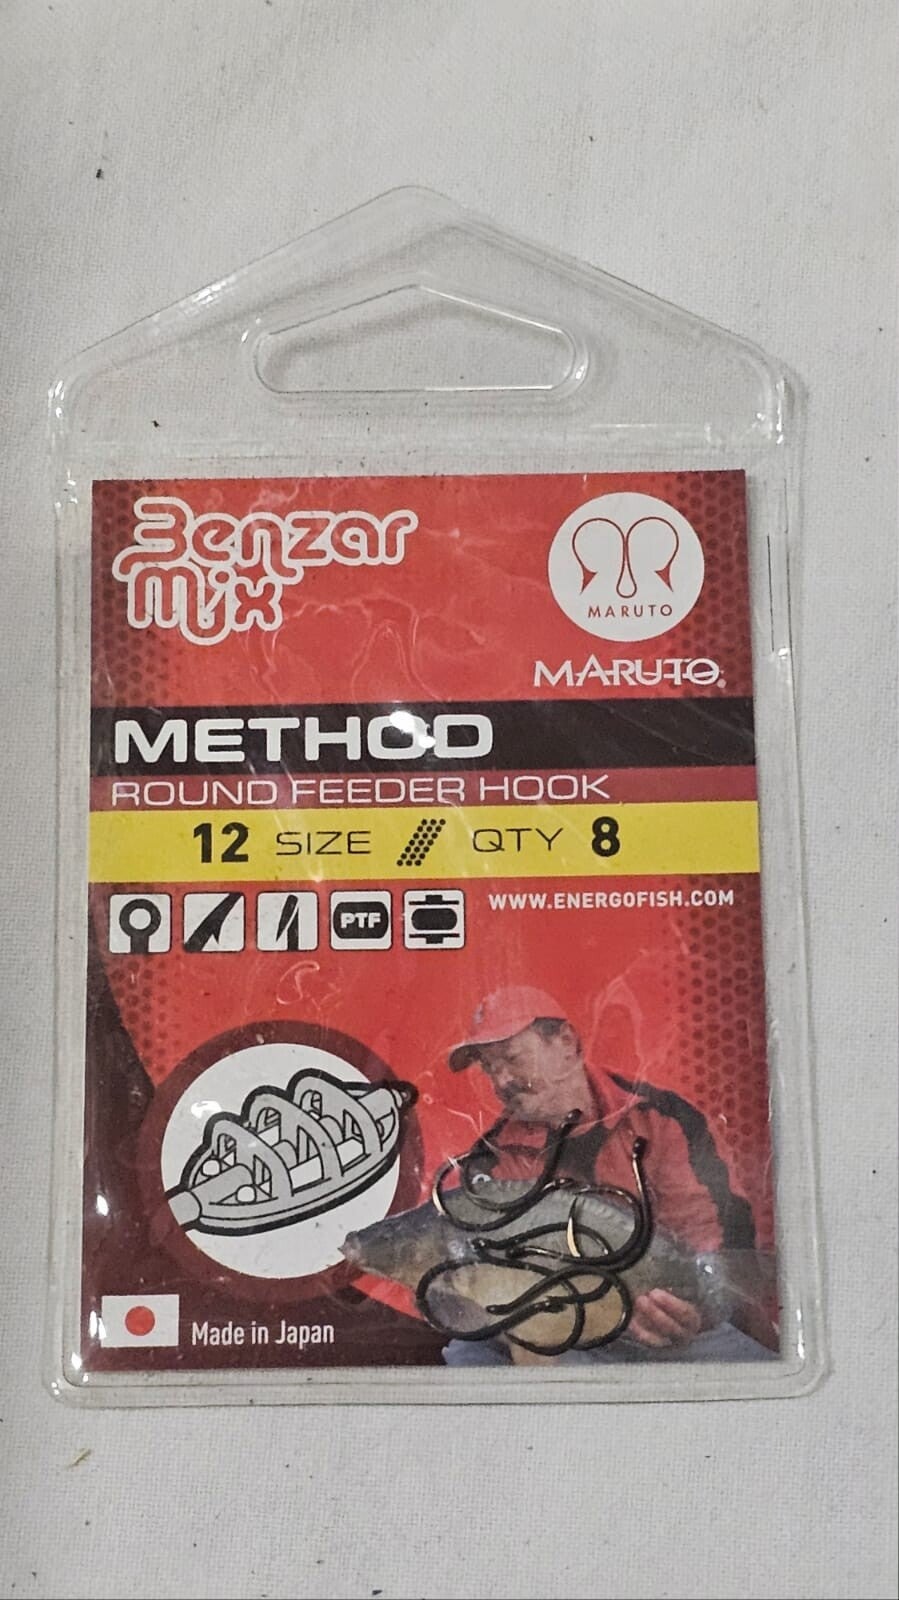 Benzar
Mix
MARUTO
MARUTO®
METHOD
ROUND FEEDER HOOK
12 SIZE QTY 8
PTF
WWW.ENERGOFISH.COM
Made in Japan